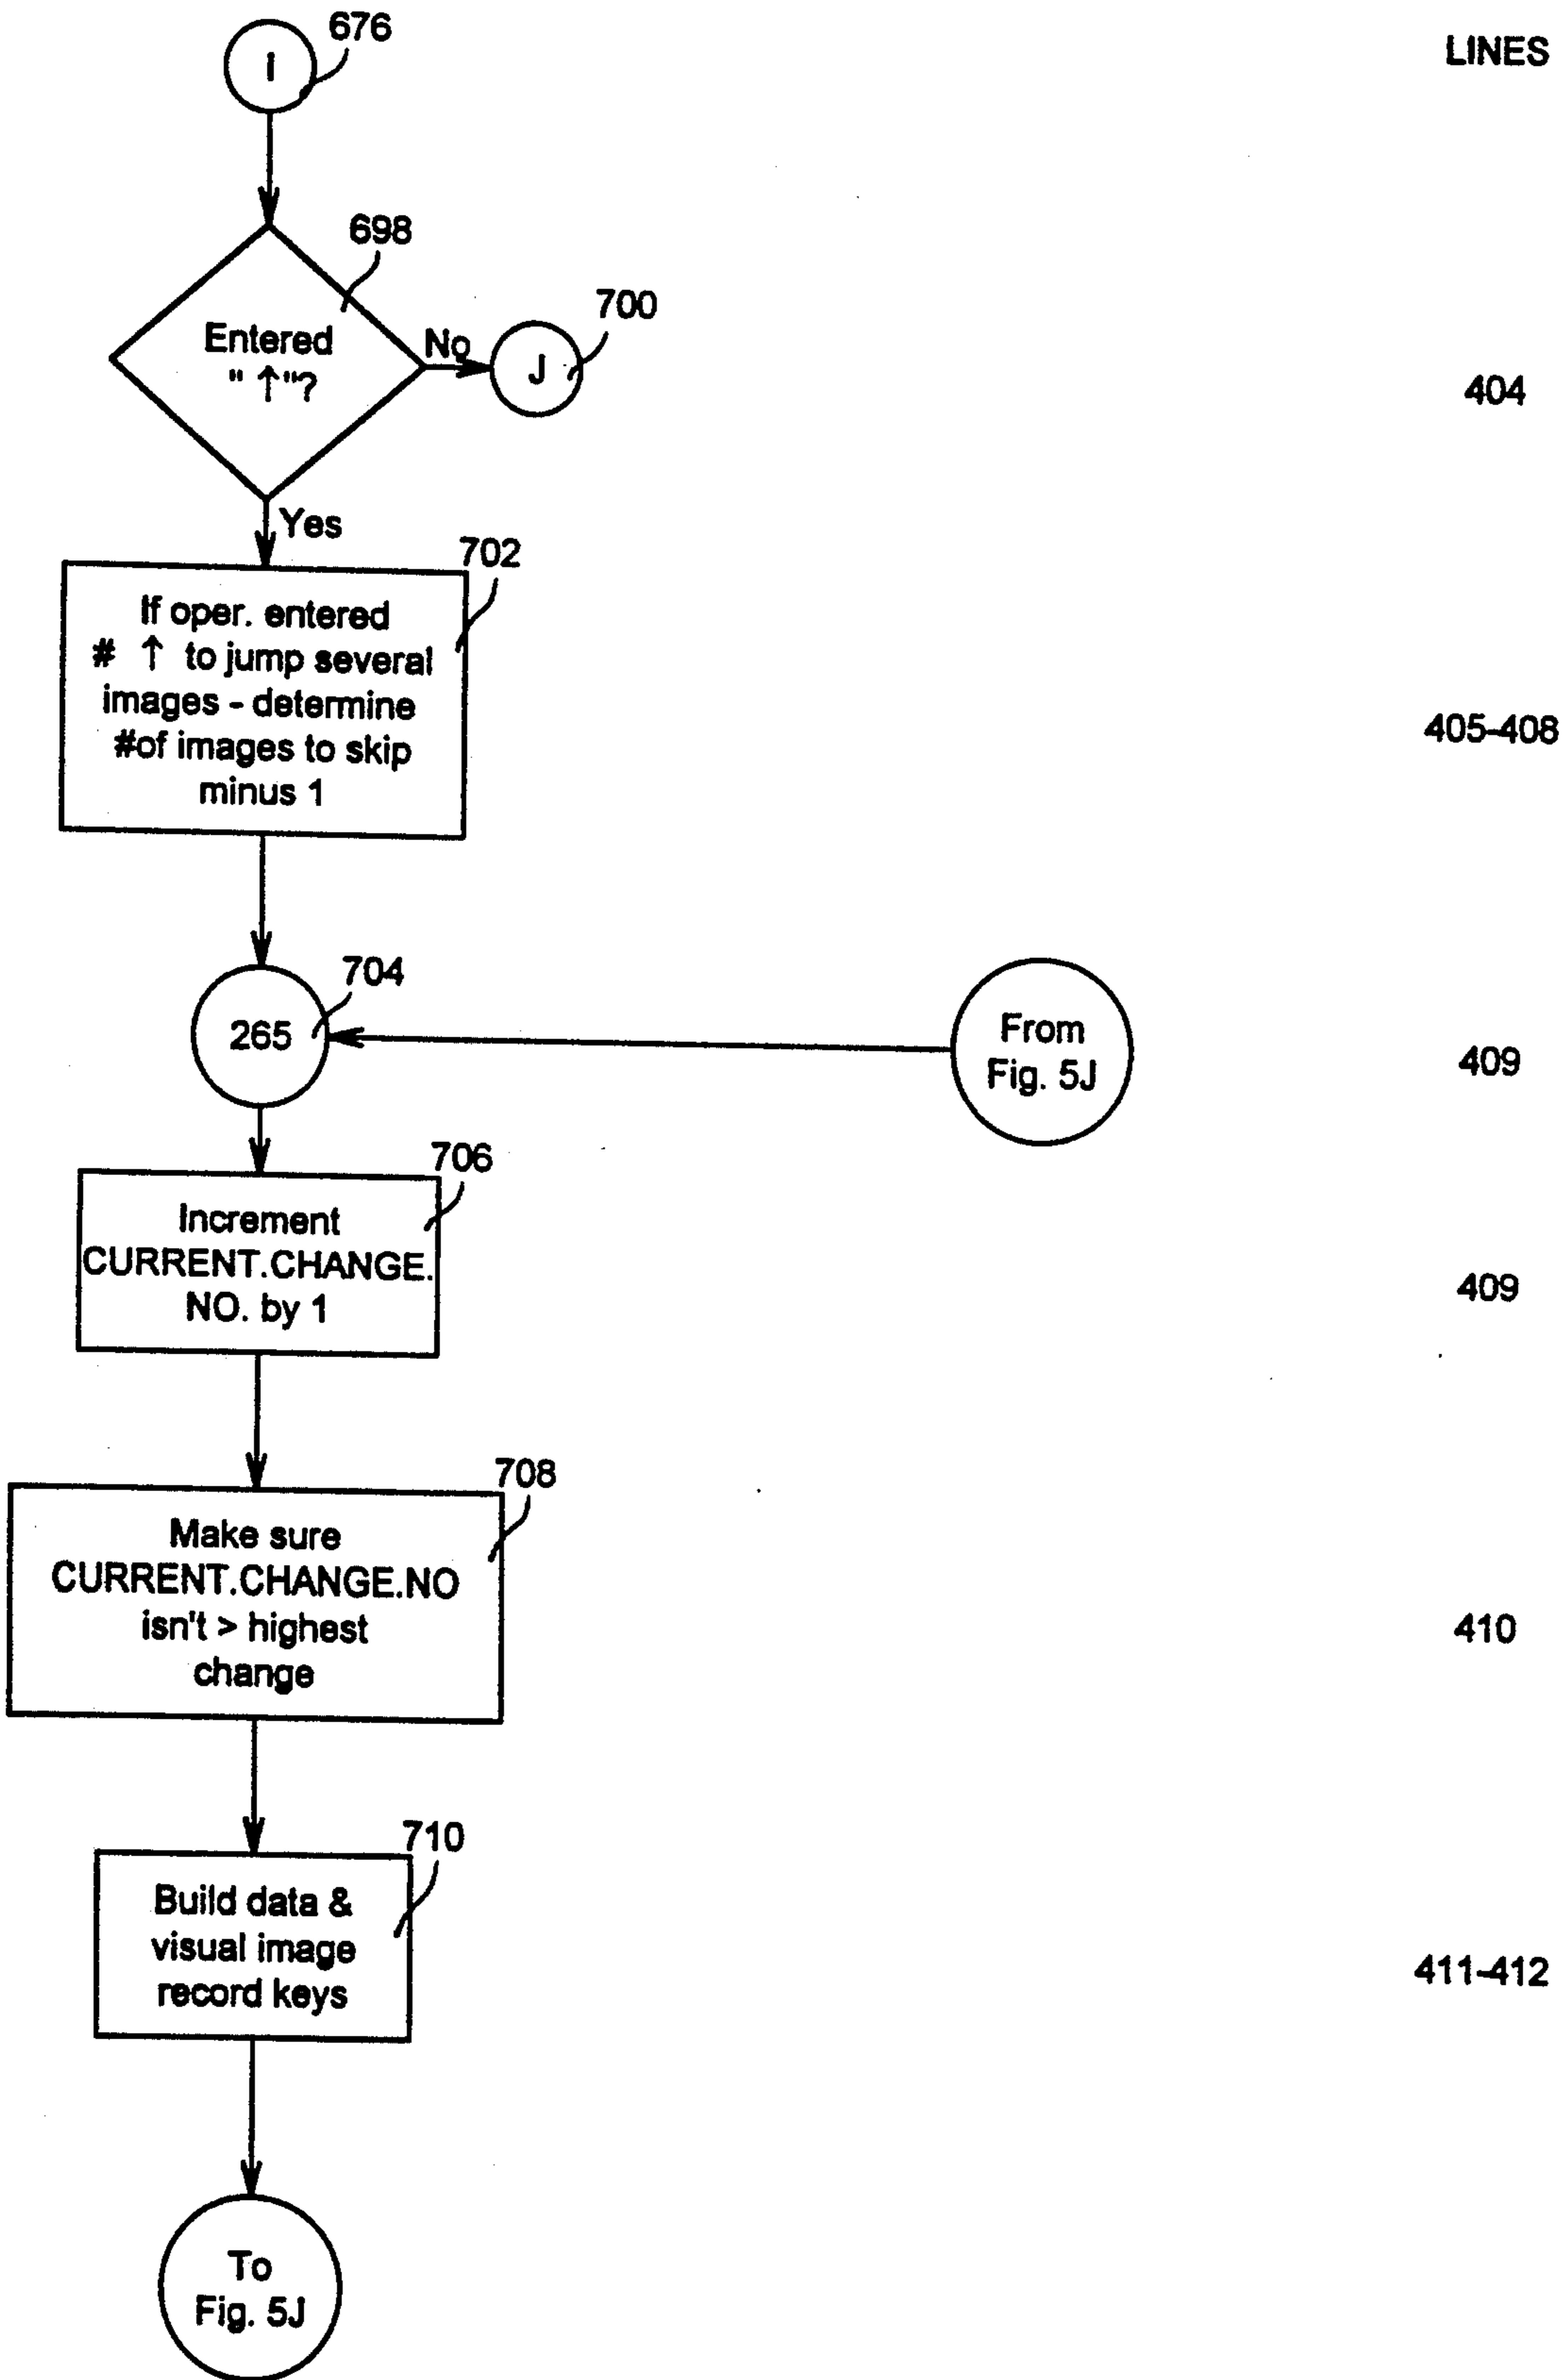 676
LINES
I
698
Entered
" ↑"?
No
700
J
404
Yes
702
If oper. entered
# ↑ to jump several
images - determine
#of images to skip
minus 1
405-408
704
265
From
Fig. 5J
409
706
Increment
CURRENT.CHANGE.
NO. by 1
409
708
Make sure
CURRENT.CHANGE.NO
isn't > highest
change
410
710
Build data &
visual image
record keys
411-412
To
Fig. 5J